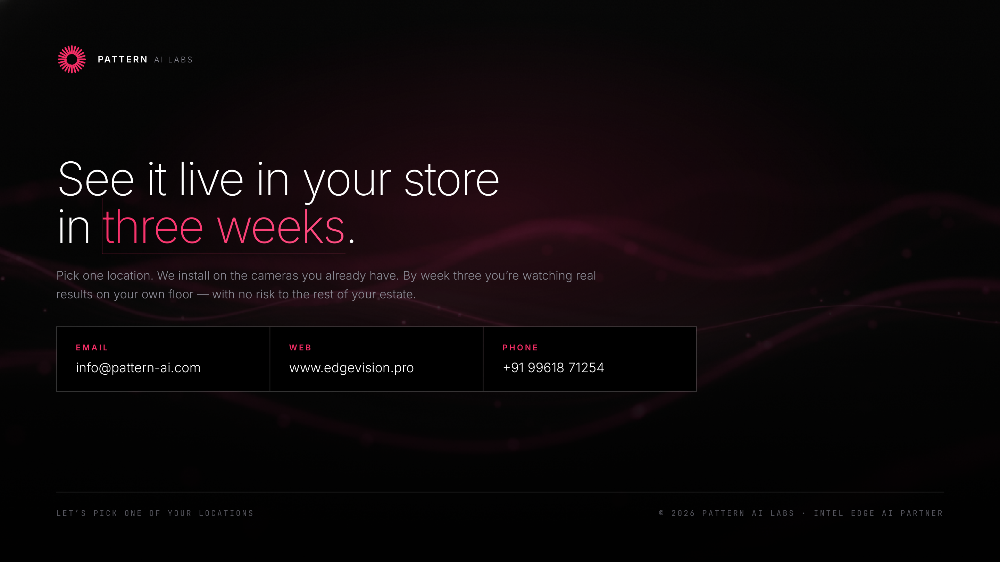 PATTERN AI LABS
See it live in your store
in three weeks.
Pick one location. We install on the cameras you already have. By week three you’re watching real
results on your own floor — with no risk to the rest of your estate.
EMAIL
info@pattern-ai.com
WEB
www.edgevision.pro
PHONE
+91 99618 71254
LET’S PICK ONE OF YOUR LOCATIONS
© 2026 PATTERN AI LABS · INTEL EDGE AI PARTNER